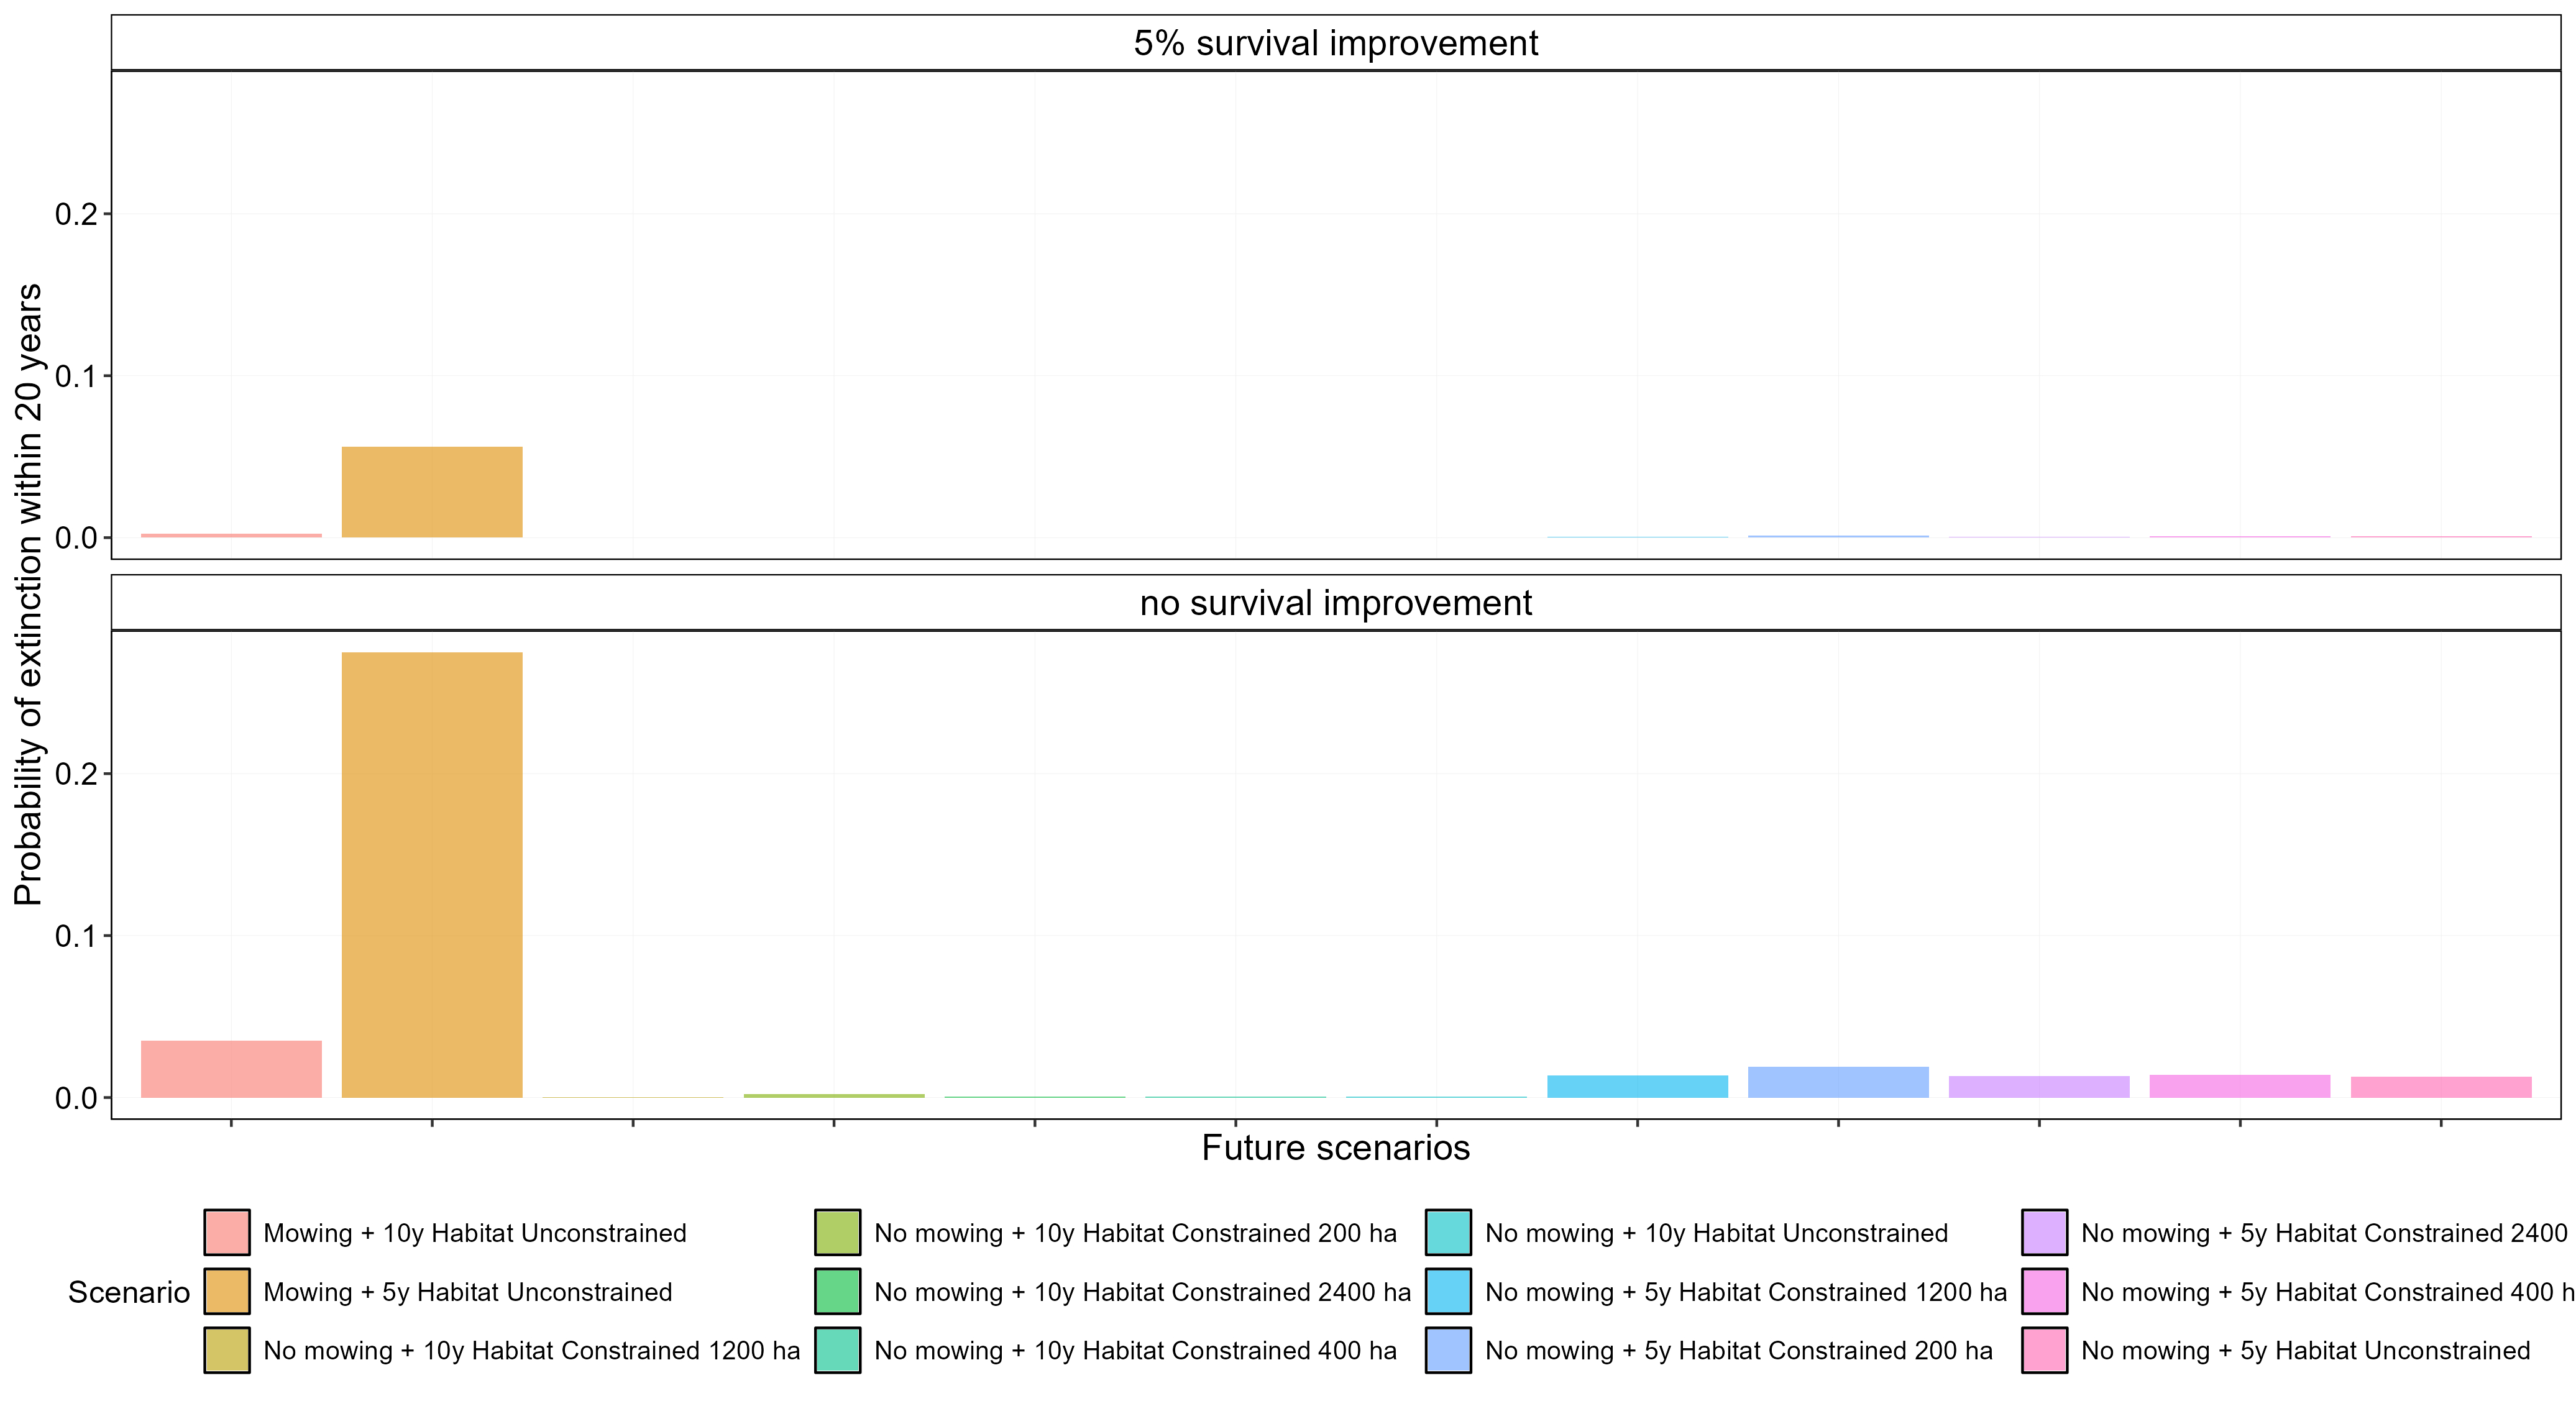 5% survival improvement
Probability of extinction within 20 years
0.2
0.1
0.0
no survival improvement
0.2
0.1
0.0
Future scenarios
Scenario
Mowing + 10y Habitat Unconstrained
Mowing + 5y Habitat Unconstrained
No mowing + 10y Habitat Constrained 1200 ha
No mowing + 10y Habitat Constrained 200 ha
No mowing + 10y Habitat Constrained 2400 ha
No mowing + 10y Habitat Constrained 400 ha
No mowing + 10y Habitat Unconstrained
No mowing + 5y Habitat Constrained 1200 ha
No mowing + 5y Habitat Constrained 200 ha
No mowing + 5y Habitat Constrained 2400
No mowing + 5y Habitat Constrained 400 h
No mowing + 5y Habitat Unconstrained